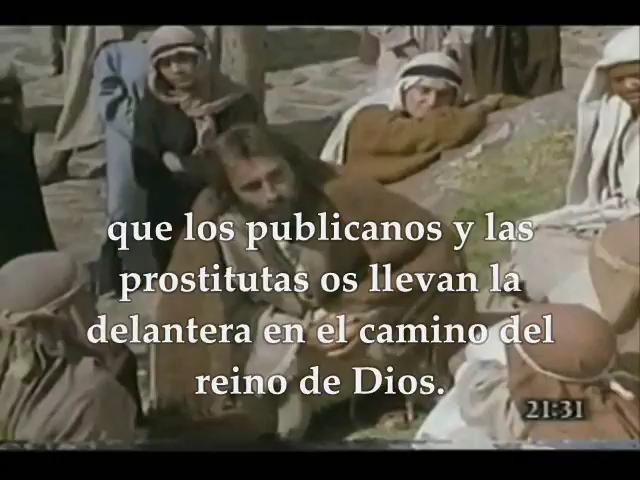 que los publicanos y las
prostitutas os llevan la
delantera en el camino del
reino de Dios.
21:31